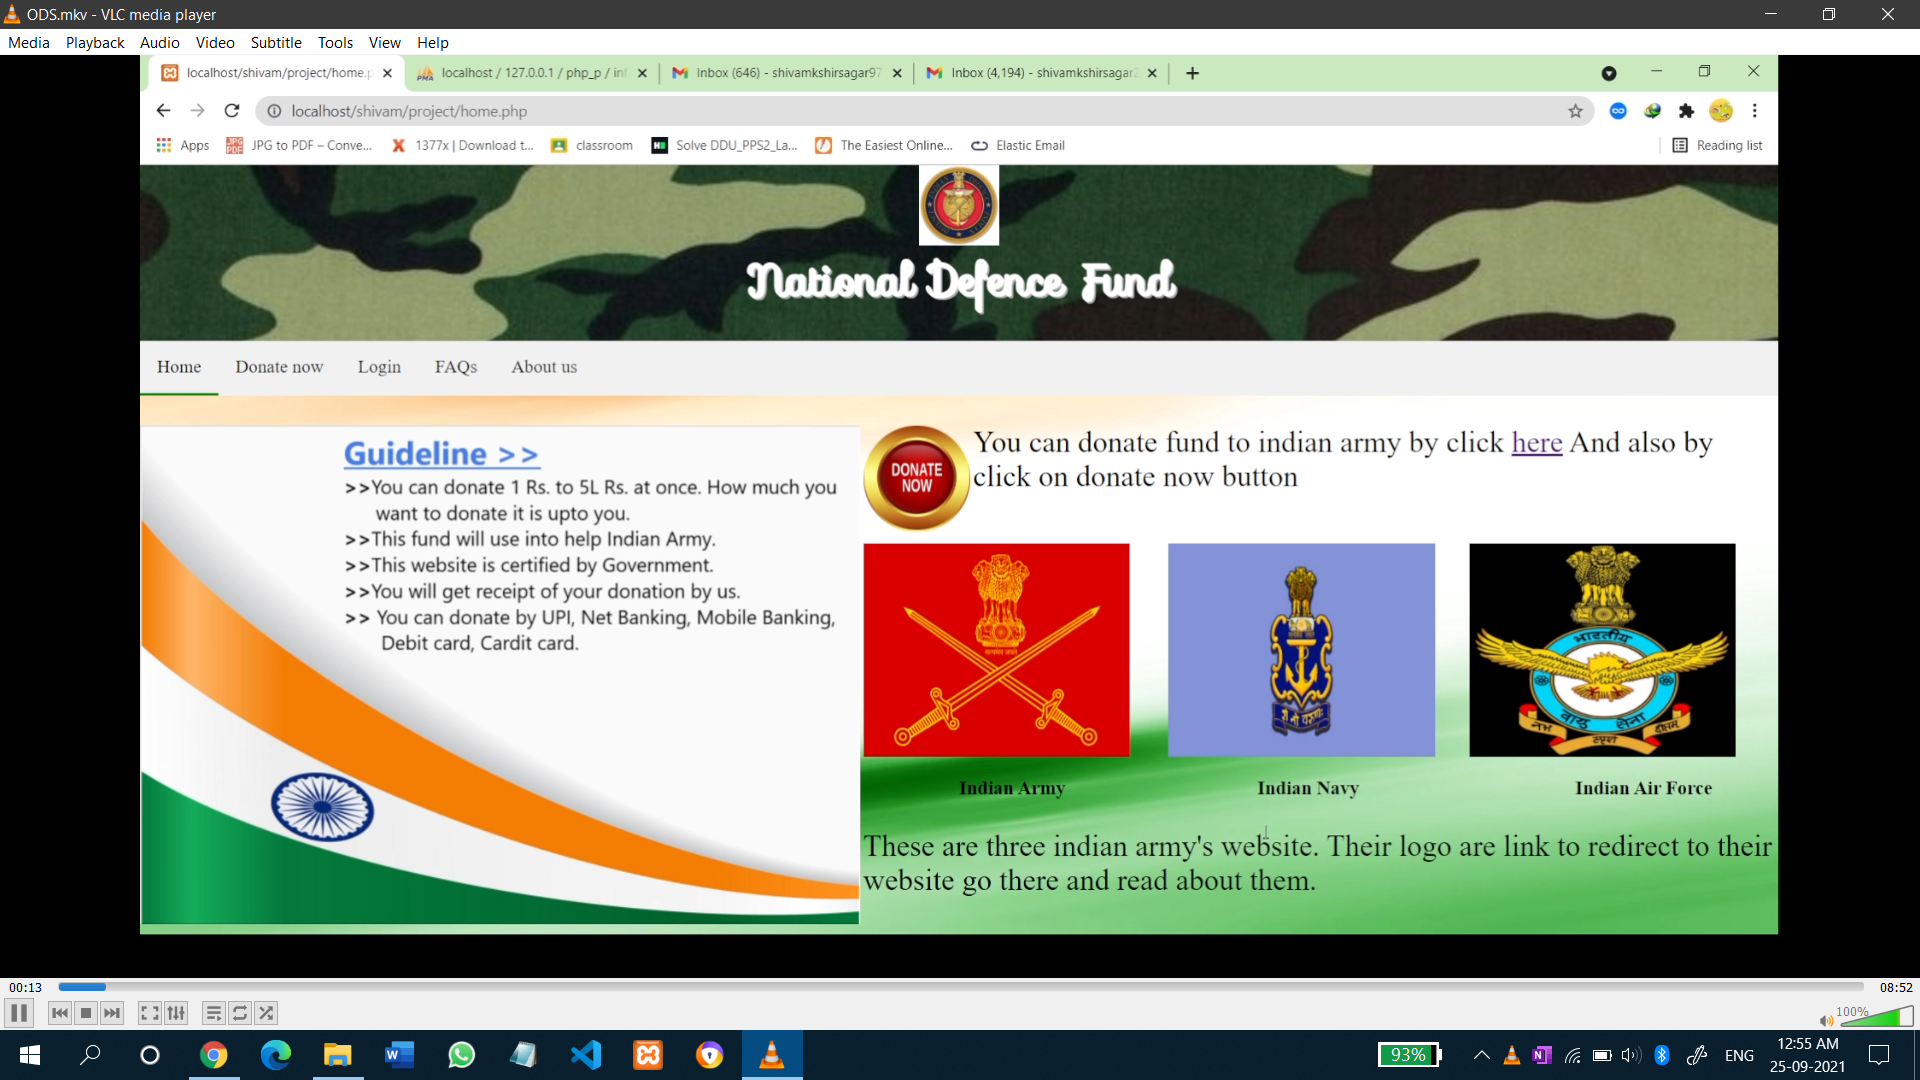 ODS.mkv - VLC media player
Media Playback Audio Video Subtitle Tools View Help
localhost/shivam/project/home.p
localhost / 127.0.0.1 / php_p / inf
Inbox (646) - shivamkshirsagar97
Inbox (4,194) - shivamkshirsagar2
localhost/shivam/project/home.php
Apps
JPG to PDF – Conve...
1377x | Download t...
classroom
Solve DDU_PPS2_La...
The Easiest Online...
Elastic Email
Reading list
National Defence Fund
Home Donate now Login FAQs About us
Guideline >>
>>You can donate 1 Rs. to 5L Rs. at once. How much you
want to donate it is upto you.
>>This fund will use into help Indian Army.
>>This website is certified by Government.
>>You will get receipt of your donation by us.
>> You can donate by UPI, Net Banking, Mobile Banking,
Debit card, Cardit card.
DONATE
NOW
You can donate fund to indian army by click here And also by
click on donate now button
भारतीय
वायु सेना
Indian Army
Indian Navy
Indian Air Force
These are three indian army's website. Their logo are link to redirect to their
website go there and read about them.
00:13
08:52
100%
93%
ENG
12:55 AM
25-09-2021